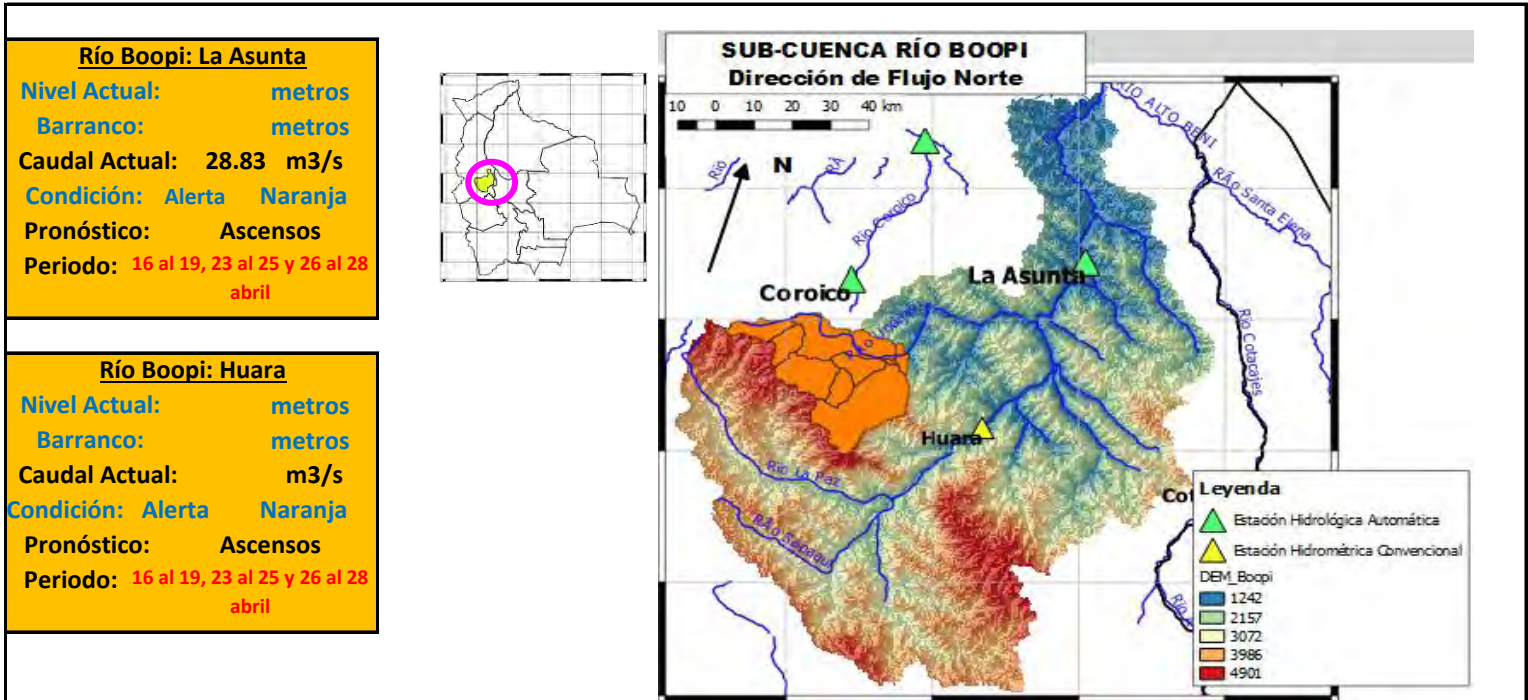 Río Boopi: La Asunta
Nivel Actual: metros
Barranco: metros
Caudal Actual: 28.83 m3/s
Condición: Alerta Naranja
Pronóstico: Ascensos
Periodo: 16 al 19, 23 al 25 y 26 al 28
abril
Río Boopi: Huara
Nivel Actual: metros
Barranco: metros
Caudal Actual: m3/s
Condición: Alerta Naranja
Pronóstico: Ascensos
Periodo: 16 al 19, 23 al 25 y 26 al 28
abril
SUB-CUENCA RÍO BOOPI
Dirección de Flujo Norte
10 0 10 20 30 40 km
N
RÍO ALTO BENI
Río
RÃ
RÃo Santa Elena
Río Coroico
La Asunta
Coroico
Río Cotacajes
Huara
Río La Paz
RÃo Sapaqui
Leyenda
Estación Hidrológica Automática
Estación Hidrométrica Convencional
DEM_Boopi
1242
2157
3072
3986
4901